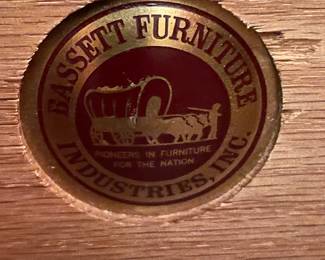 BASSETT FURNITURE
INDUSTRIES, INC.
PIONEERS IN FURNITURE
FOR THE NATION